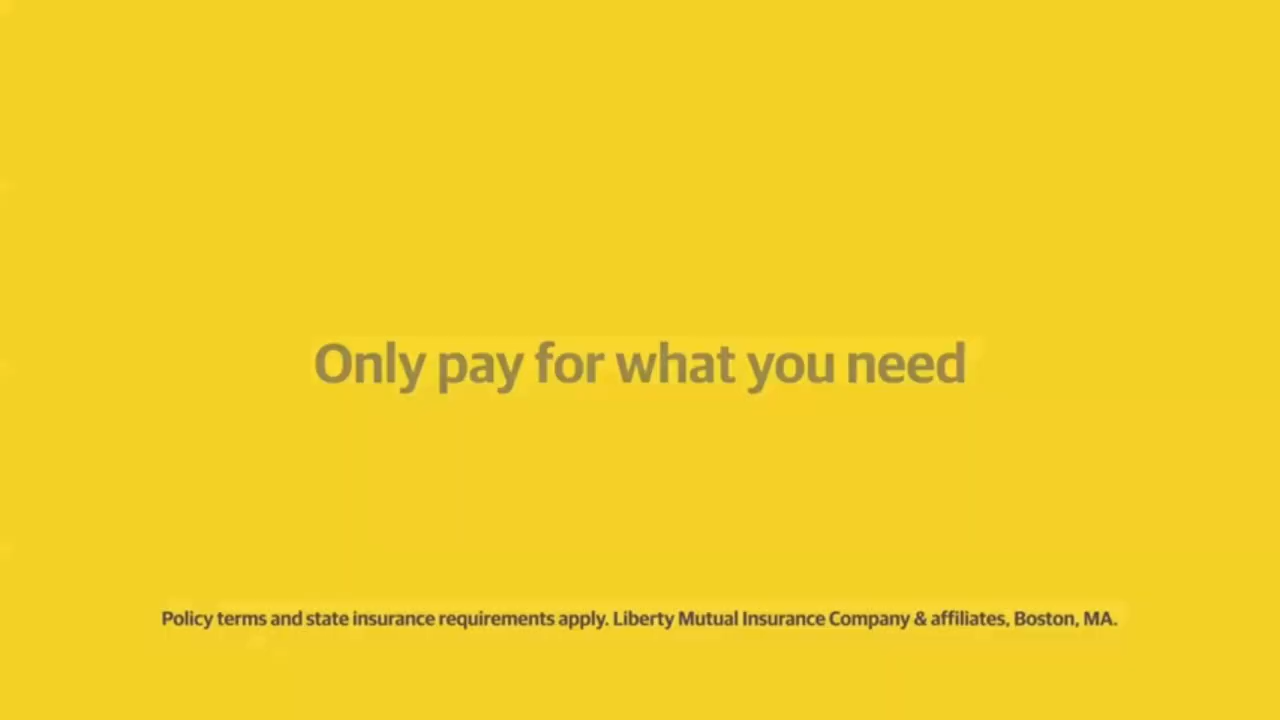 Only pay for what you need
Policy terms and state insurance requirements apply. Liberty Mutual Insurance Company & affiliates, Boston, MA.